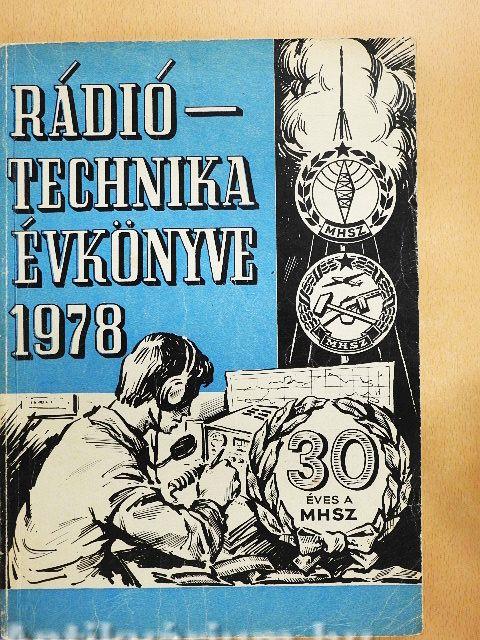 RÁDIÓ—
TECHNIKA
ÉVKÖNYVE
1978
MHSZ
MHSZ
30
ÉVES A
MHSZ